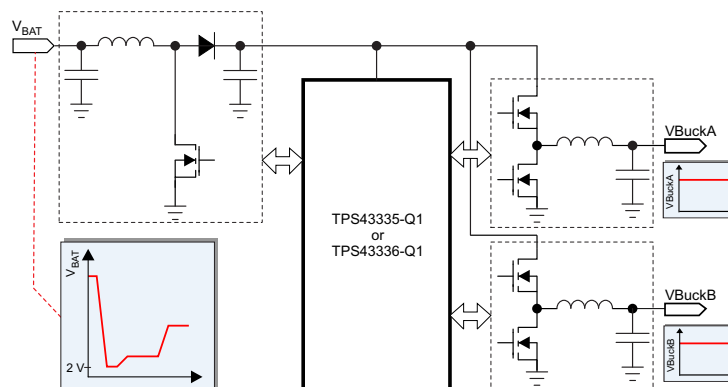 VBAT
VBuckA
VBuckA
TPS43335-Q1
or
TPS43336-Q1
VBAT
2 V
VBuckB
VBuckB